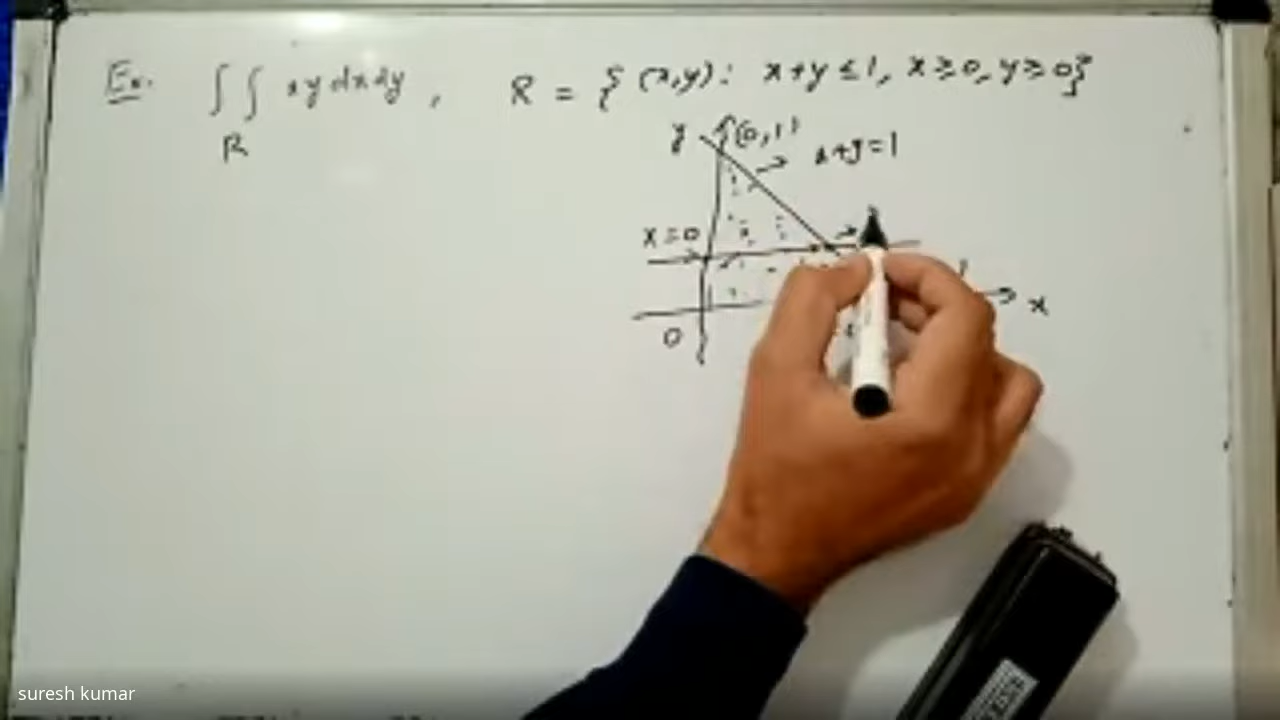 Ex. ∫∫ xy dx dy, R = {(x,y): x+y ≤ 1, x ≥ 0, y ≥ 0}
R
y (0,1)
x+y=1
x=0
x
0
suresh kumar